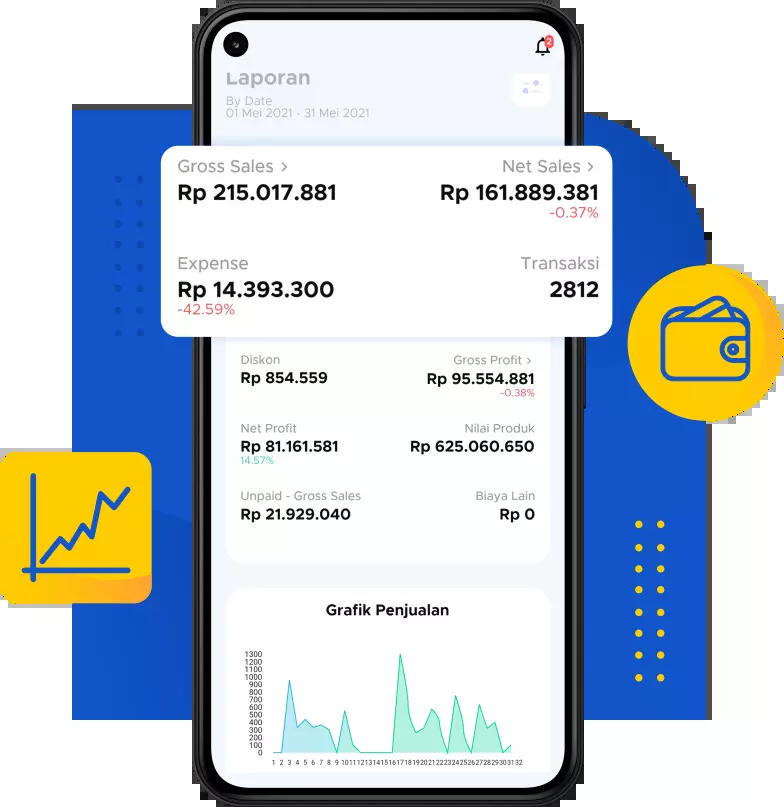 2
Laporan
By Date
01 Mei 2021 - 31 Mei 2021
Gross Sales > Net Sales >
Rp 215.017.881 Rp 161.889.381
-0.37%
Expense Transaksi
Rp 14.393.300 2812
-42.59%
Diskon Gross Profit >
Rp 854.559 Rp 95.554.881
-0.38%
Net Profit Nilai Produk
Rp 81.161.581 Rp 625.060.650
14.57%
Unpaid - Gross Sales Biaya Lain
Rp 21.929.040 Rp 0
Grafik Penjualan
1300
1200
1100
1000
900
800
700
600
500
400
300
200
100
0
1 2 3 4 5 6 7 8 9 10 11 12 13 14 15 16 17 18 19 20 21 22 23 24 25 26 27 28 29 30 31 32